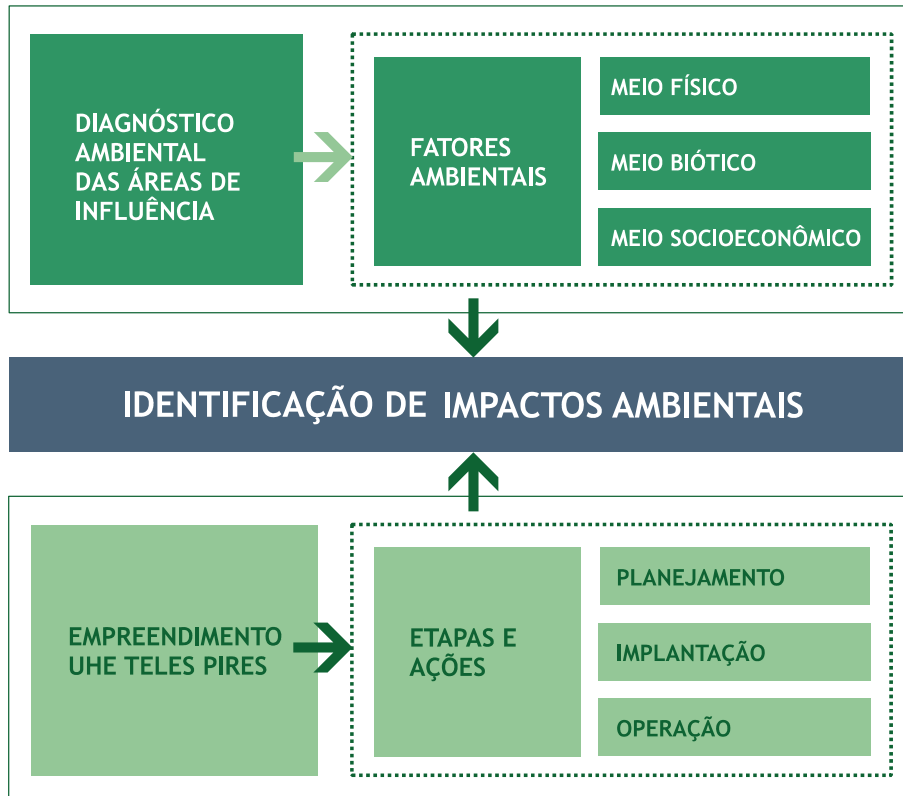 DIAGNÓSTICO
AMBIENTAL
DAS ÁREAS DE
INFLUÊNCIA
FATORES
AMBIENTAIS
MEIO FÍSICO
MEIO BIÓTICO
MEIO SOCIOECONÔMICO
IDENTIFICAÇÃO DE IMPACTOS AMBIENTAIS
EMPREENDIMENTO
UHE TELES PIRES
ETAPAS E
AÇÕES
PLANEJAMENTO
IMPLANTAÇÃO
OPERAÇÃO